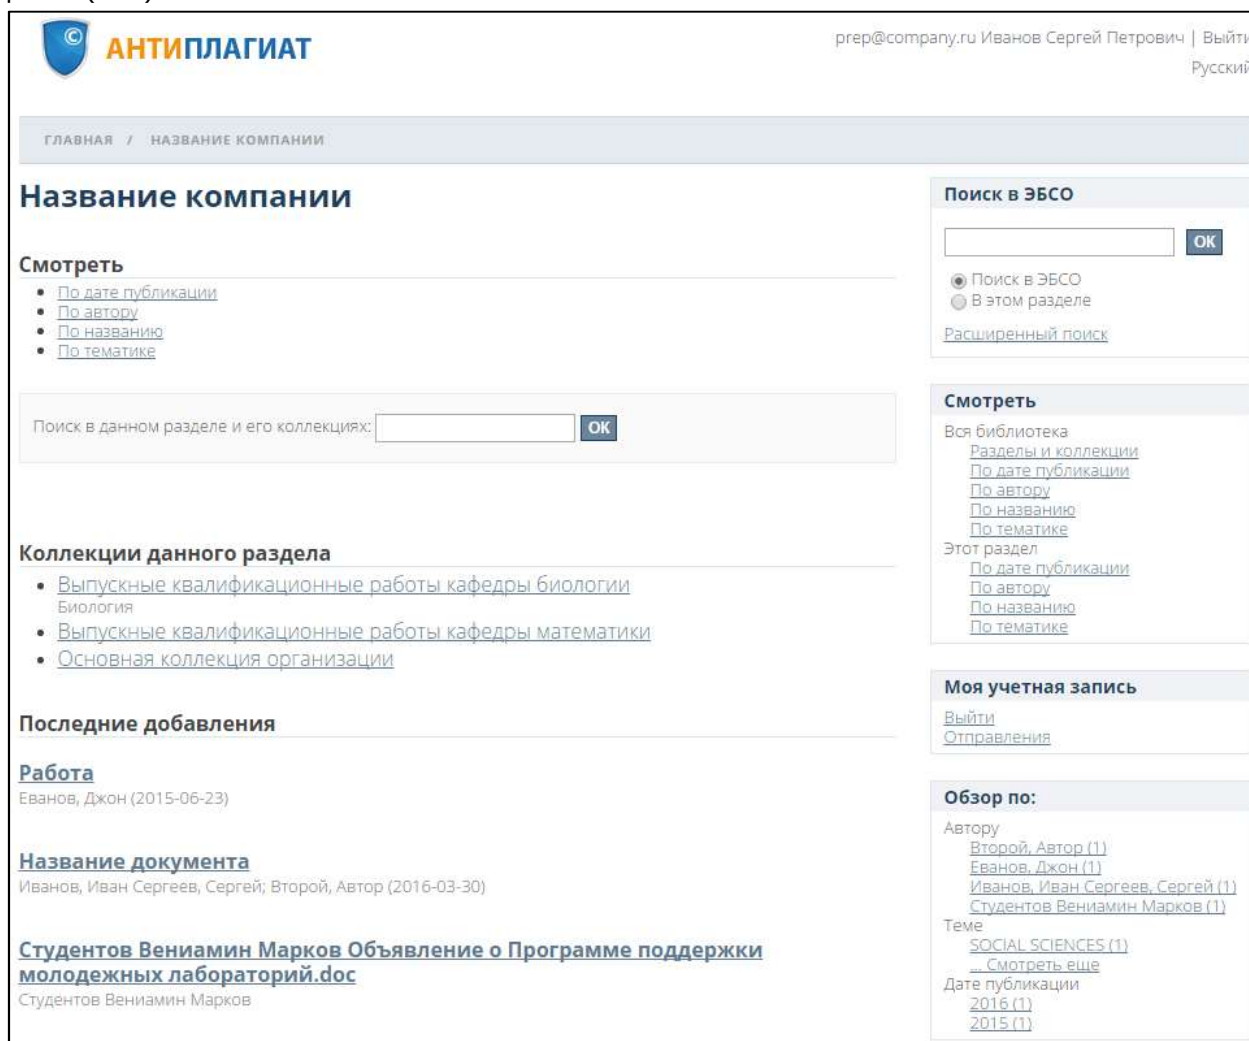 ©
АНТИПЛАГИАТ
prep@company.ru Иванов Сергей Петрович | Выйти
Русский
ГЛАВНАЯ / НАЗВАНИЕ КОМПАНИИ
Название компании
Смотреть
По дате публикации
По автору
По названию
По тематике
Поиск в данном разделе и его коллекциях: ОК
Коллекции данного раздела
Выпускные квалификационные работы кафедры биологии
Биология
Выпускные квалификационные работы кафедры математики
Основная коллекция организации
Последние добавления
Работа
Еванов, Джон (2015-06-23)
Название документа
Иванов, Иван Сергеев, Сергей; Второй, Автор (2016-03-30)
Студентов Вениамин Марков Объявление о Программе поддержки
молодежных лабораторий.doc
Студентов Вениамин Марков
Поиск в ЭБСО
ОК
Поиск в ЭБСО
В этом разделе
Расширенный поиск
Смотреть
Вся библиотека
Разделы и коллекции
По дате публикации
По автору
По названию
По тематике
Этот раздел
По дате публикации
По автору
По названию
По тематике
Моя учетная запись
Выйти
Отправления
Обзор по:
Автору
Второй, Автор (1)
Еванов, Джон (1)
Иванов, Иван Сергеев, Сергей (1)
Студентов Вениамин Марков (1)
Теме
SOCIAL SCIENCES (1)
... Смотреть еще
Дате публикации
2016 (1)
2015 (1)